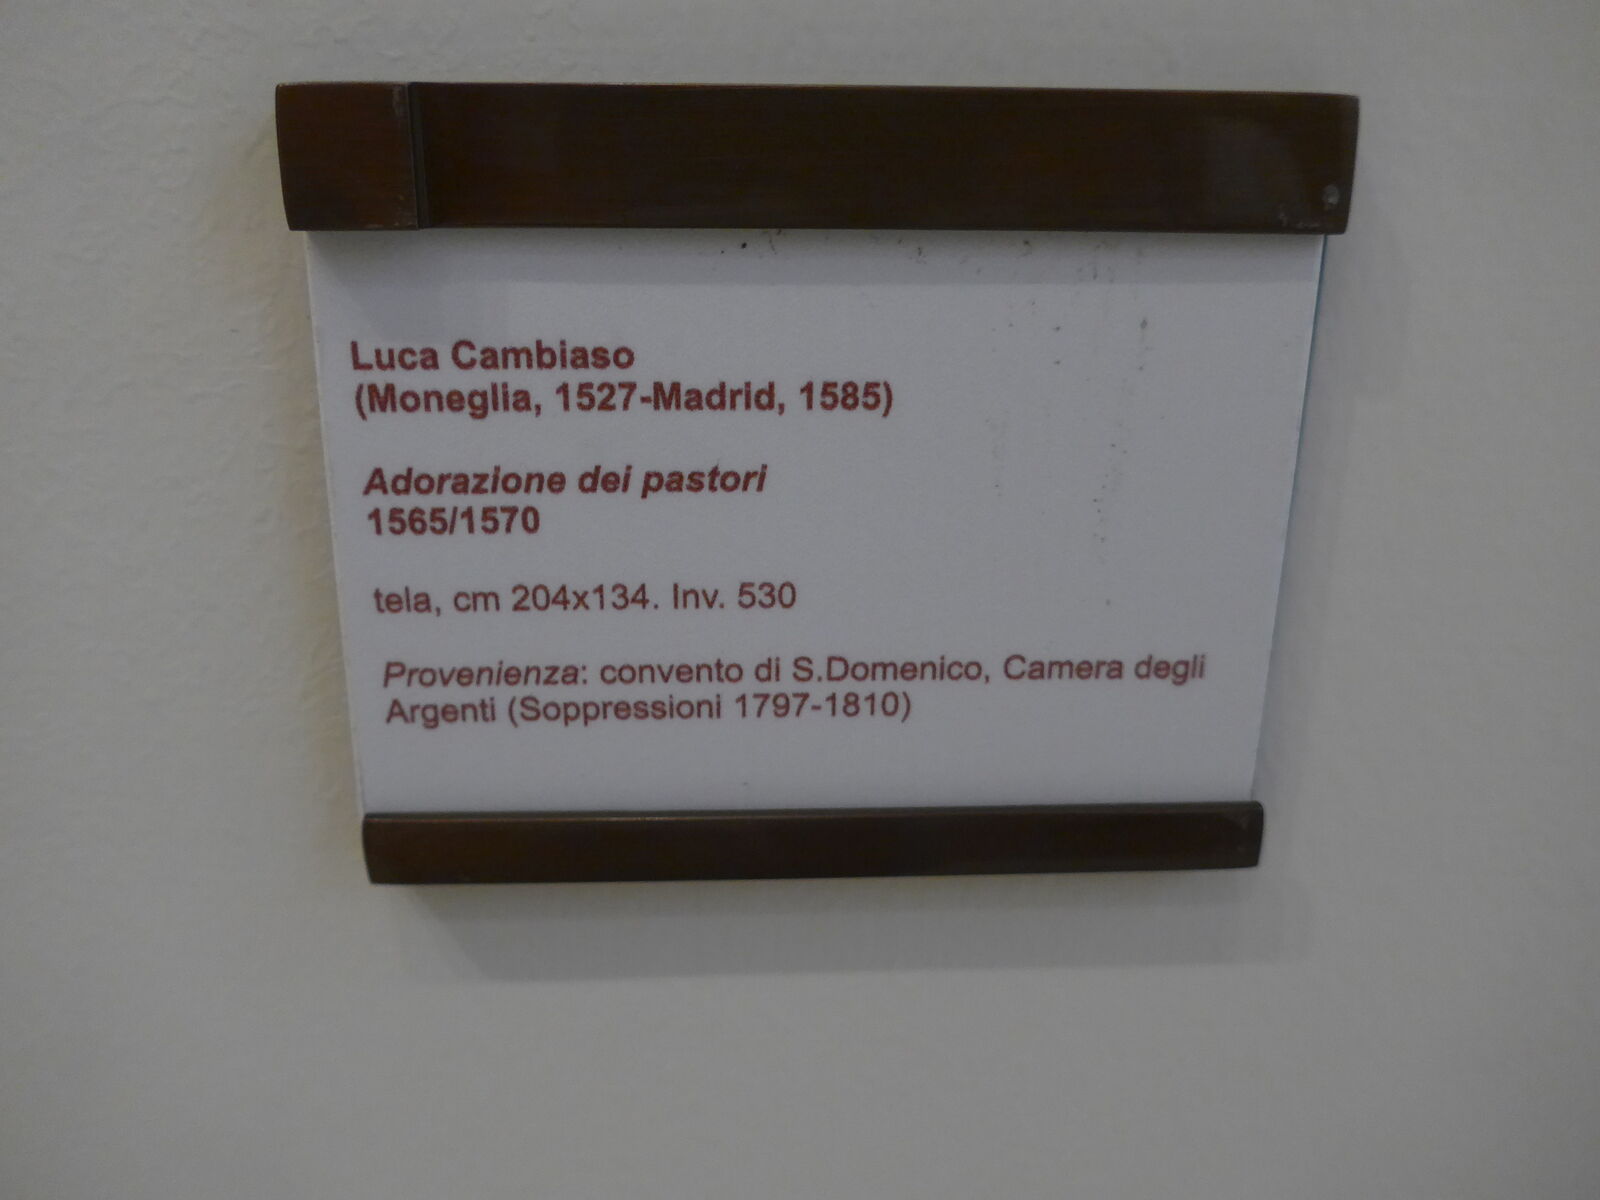 Luca Cambiaso
(Moneglia, 1527-Madrid, 1585)
Adorazione dei pastori
1565/1570
tela, cm 204x134. Inv. 530
Provenienza: convento di S.Domenico, Camera degli
Argenti (Soppressioni 1797-1810)